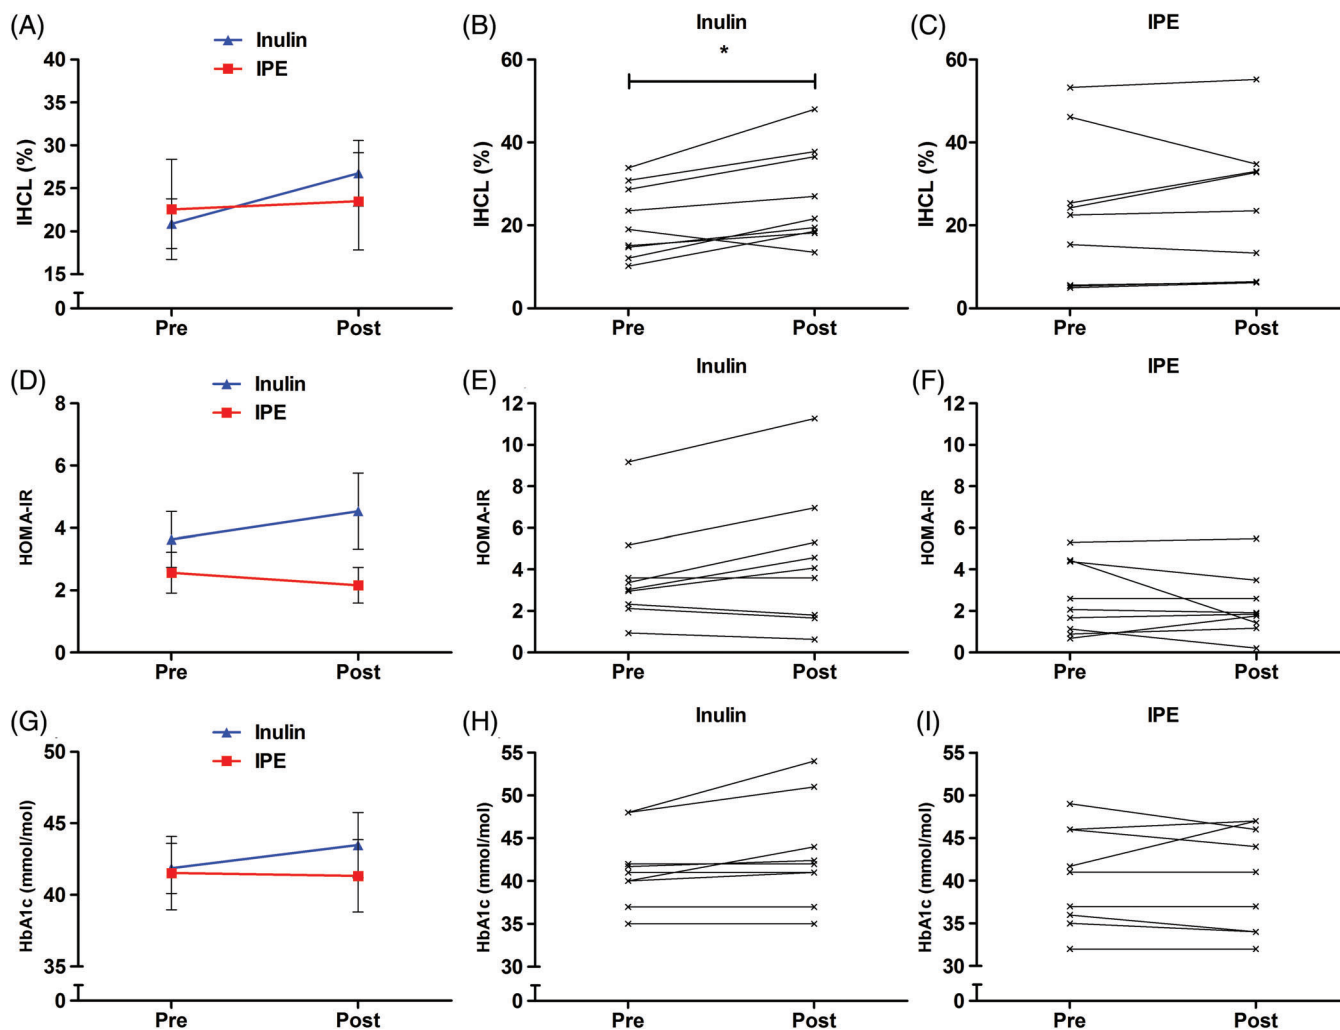 (A)
Inulin
IPE
IHCL (%)
40
35
30
25
20
15
0
Pre
Post
(B)
Inulin
*
IHCL (%)
60
40
20
0
Pre
Post
(C)
IPE
IHCL (%)
60
40
20
0
Pre
Post
(D)
Inulin
IPE
HOMA-IR
8
6
4
2
0
Pre
Post
(E)
Inulin
HOMA-IR
12
10
8
6
4
2
0
Pre
Post
(F)
IPE
HOMA-IR
12
10
8
6
4
2
0
Pre
Post
(G)
Inulin
IPE
HbA1c (mmol/mol)
50
45
40
35
0
Pre
Post
(H)
Inulin
HbA1c (mmol/mol)
55
50
45
40
35
30
0
Pre
Post
(I)
IPE
HbA1c (mmol/mol)
55
50
45
40
35
30
0
Pre
Post